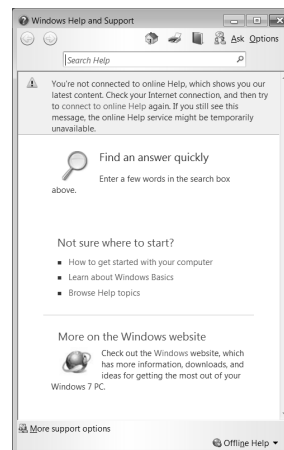 Windows Help and Support
Ask Options
Search Help
You're not connected to online Help, which shows you our
latest content. Check your Internet connection, and then try
to connect to online Help again. If you still see this
message, the online Help service might be temporarily
unavailable.
Find an answer quickly
Enter a few words in the search box
above.
Not sure where to start?
How to get started with your computer
Learn about Windows Basics
Browse Help topics
More on the Windows website
Check out the Windows website, which
has more information, downloads, and
ideas for getting the most out of your
Windows 7 PC.
More support options
Offline Help